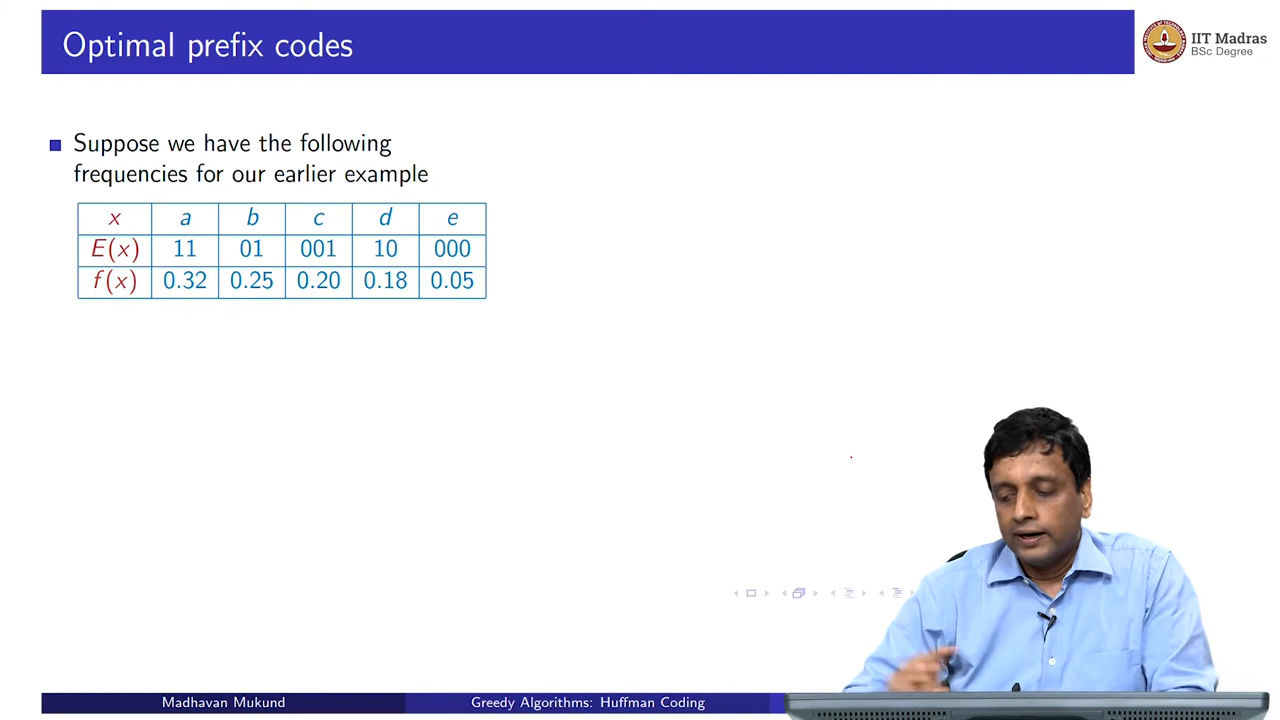 Optimal prefix codes
IIT Madras
BSc Degree
Suppose we have the following
frequencies for our earlier example
x a b c d e
E(x) 11 01 001 10 000
f(x) 0.32 0.25 0.20 0.18 0.05
Madhavan Mukund
Greedy Algorithms: Huffman Coding